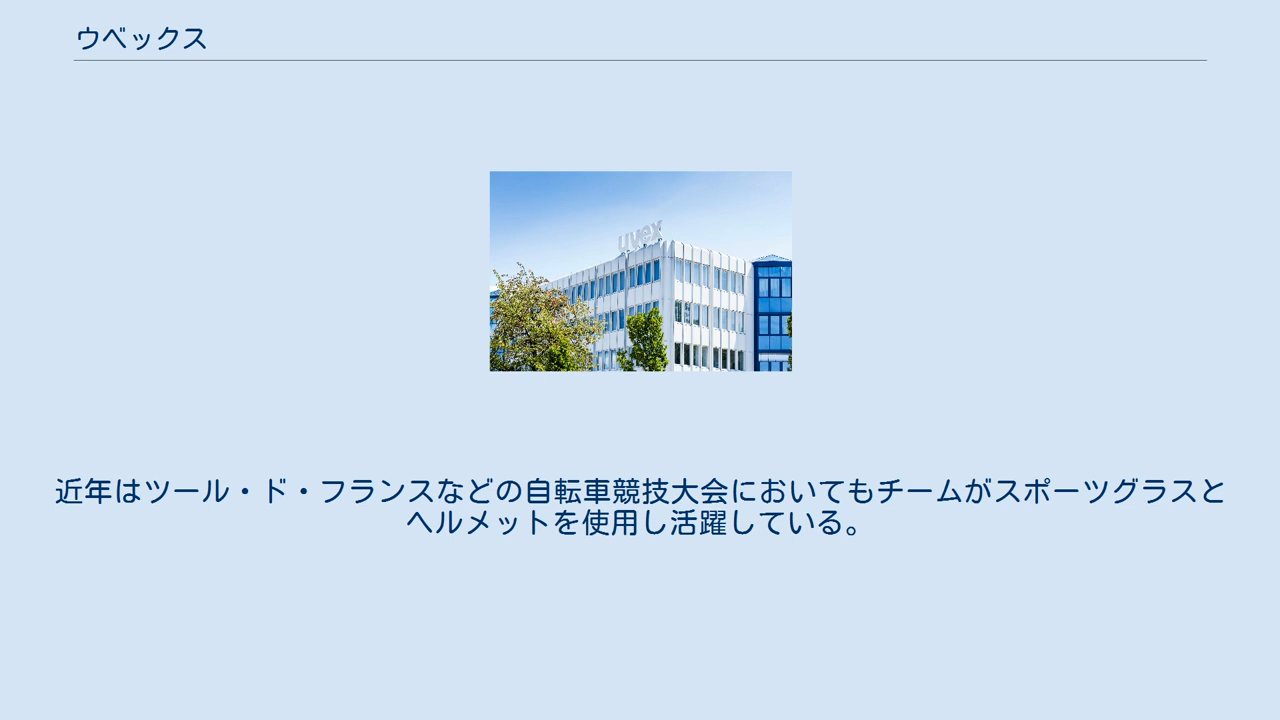 ウベックス
uvex
近年はツール・ド・フランスなどの自転車競技大会においてもチームがスポーツグラスと
ヘルメットを使用し活躍している。